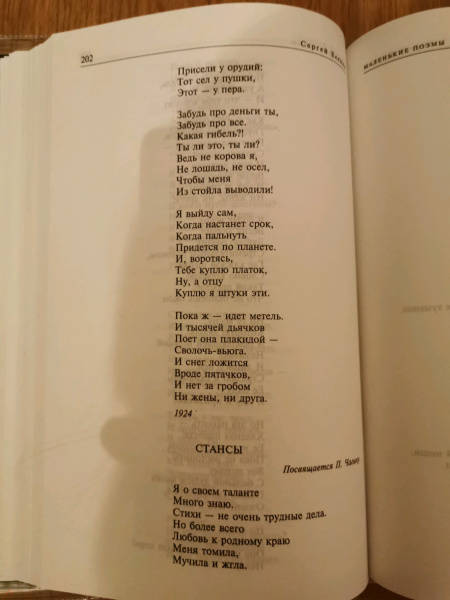 202
Сергей
МАЛЕНЬКИЕ ПОЭМЫ
Присели у орудий:
Тот сел у пушки,
Этот — у пера.
Забудь про деньги ты,
Забудь про все.
Какая гибель?!
Ты ли это, ты ли?
Ведь не корова я,
Не лошадь, не осел,
Чтобы меня
Из стойла выводили!
Я выйду сам,
Когда настанет срок,
Когда пальнуть
Придется по планете.
И, воротясь,
Тебе куплю платок,
Ну, а отцу
Куплю я штуки эти.
Пока ж — идет метель.
И тысячей дьячков
Поет она плакидой —
Сволочь-вьюга.
И снег ложится
Вроде пятачков,
И нет за гробом
Ни жены, ни друга.
1924
СТАНСЫ
Посвящается П. Чагину
Я о своем таланте
Много знаю.
Стихи — не очень трудные дела.
Но более всего
Любовь к родному краю
Меня томила,
Мучила и жгла.